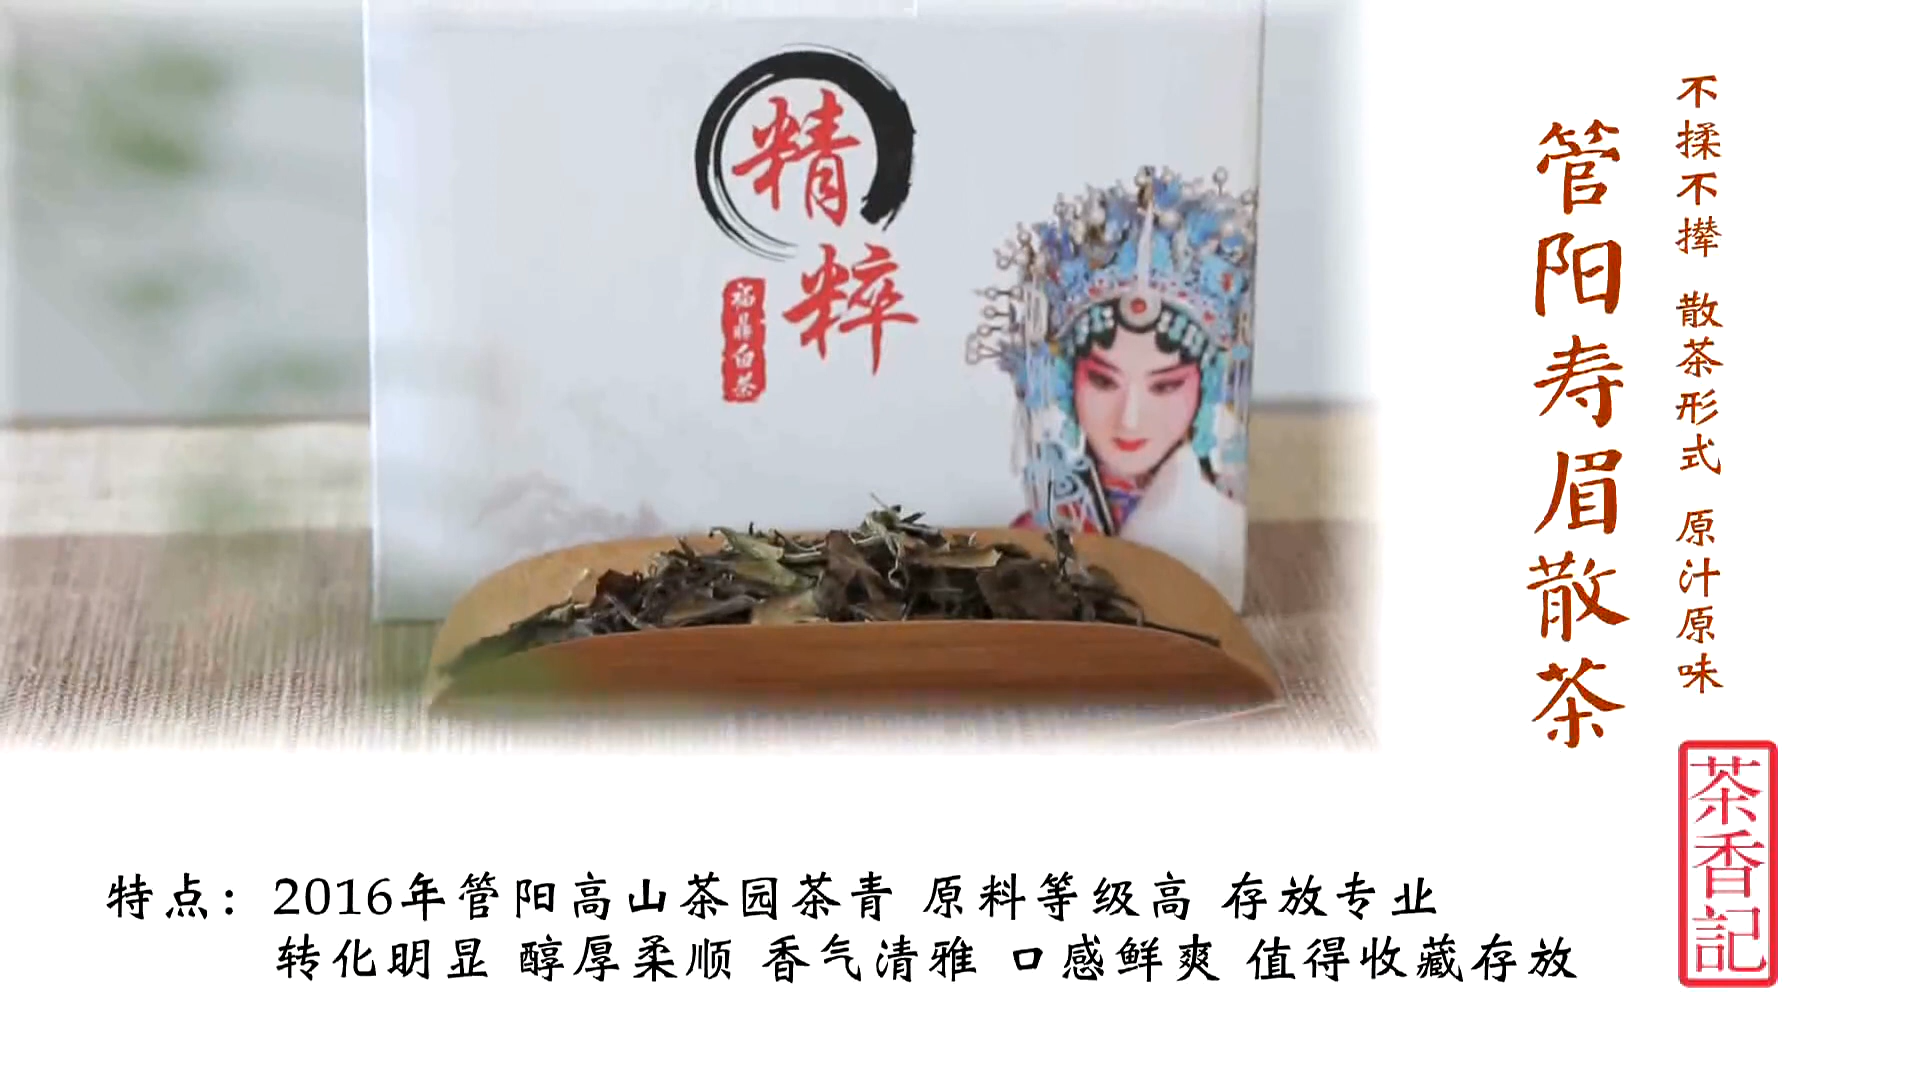 精粹
福鼎白茶
不揉不撵 散茶形式 原汁原味
管阳寿眉散茶
茶香記
特点：2016年管阳高山茶园茶青 原料等级高 存放专业
转化明显 醇厚柔顺 香气清雅 口感鲜爽 值得收藏存放